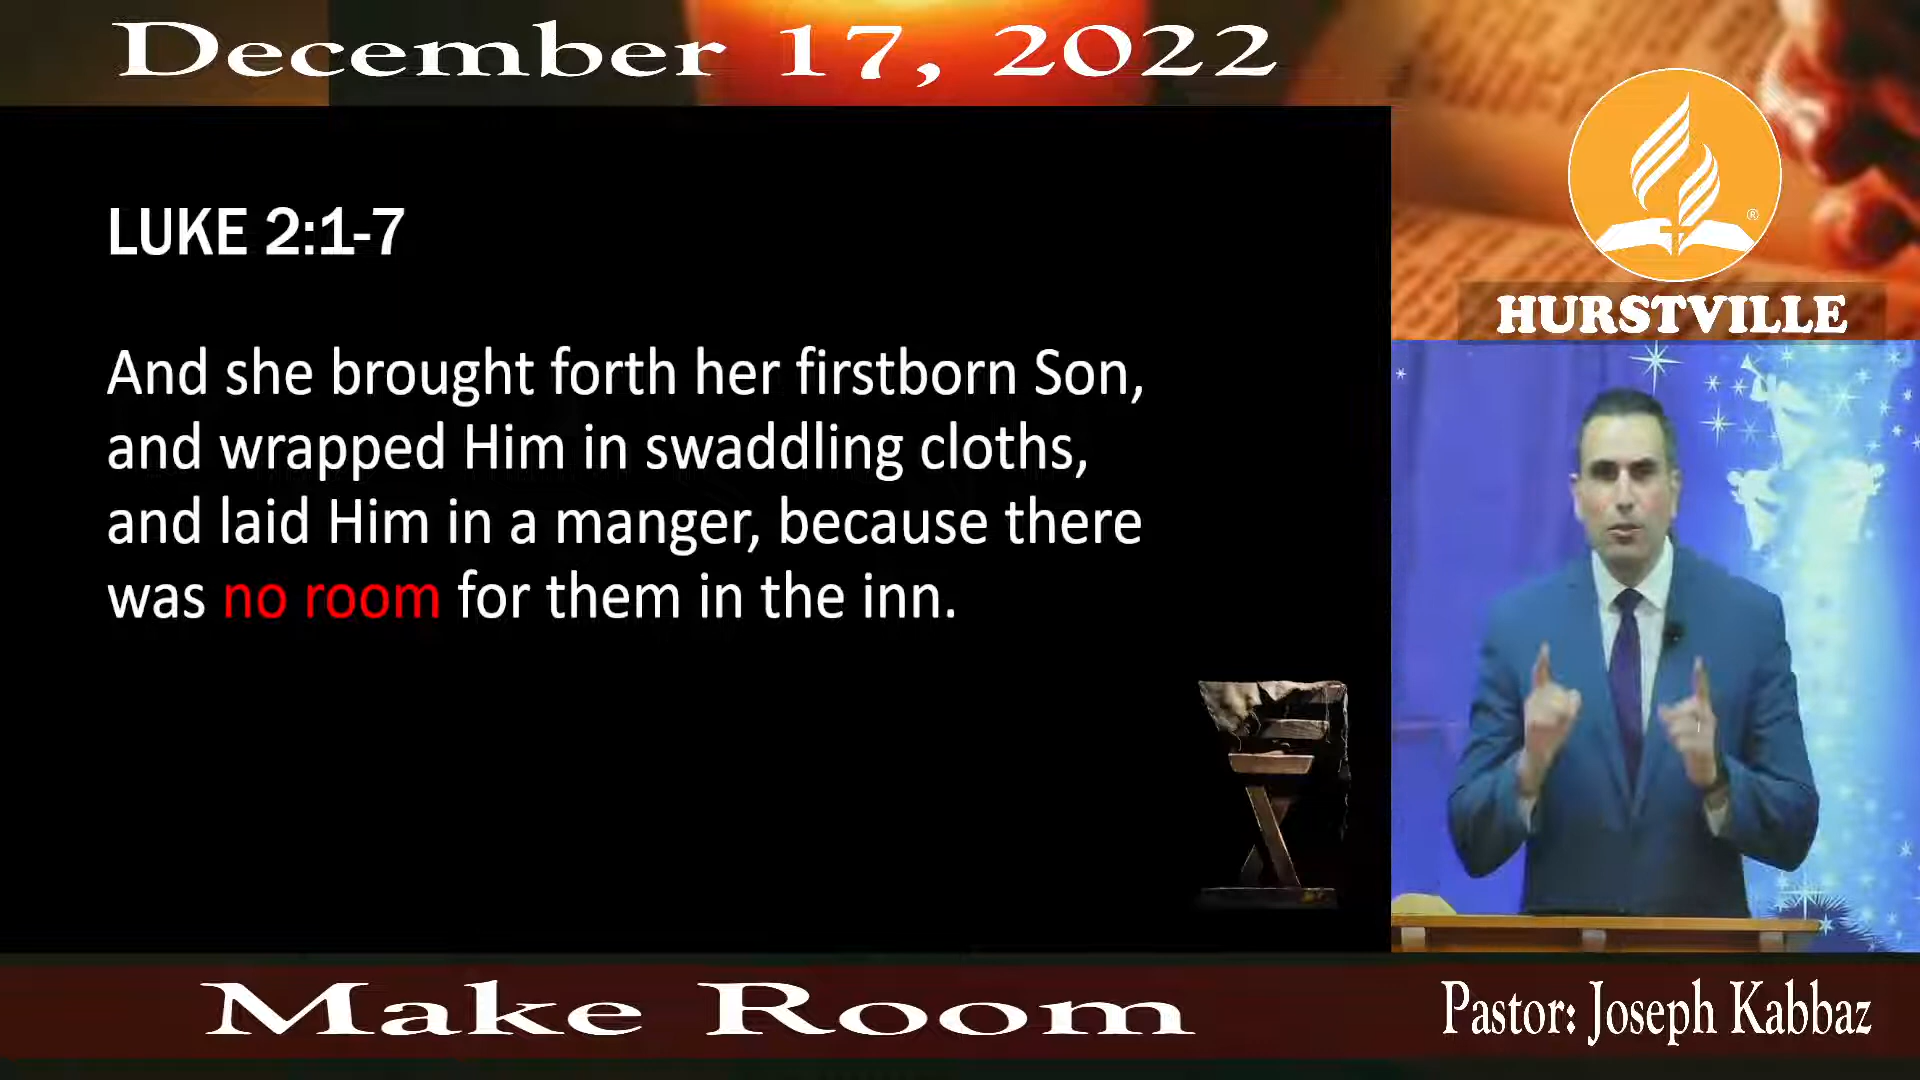 December 17, 2022
HURSTVILLE
LUKE 2:1-7
And she brought forth her firstborn Son,
and wrapped Him in swaddling cloths,
and laid Him in a manger, because there
was no room for them in the inn.
Make Room
Pastor: Joseph Kabbaz
®